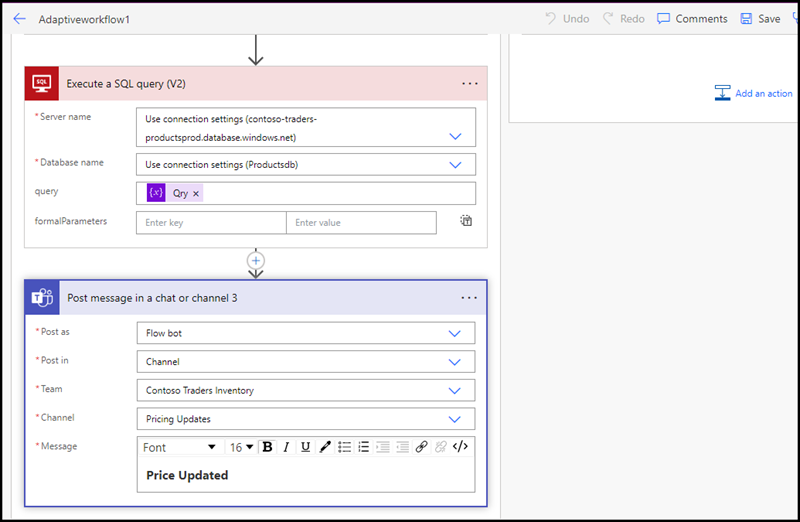 Adaptiveworkflow1
Undo
Redo
Comments
Save
SQL
Execute a SQL query (V2)
* Server name
Use connection settings (contoso-traders-
productsprod.database.windows.net)
* Database name
Use connection settings (Productsdb)
query
{x} Qry ×
formalParameters
Enter key
Enter value
Add an action
T
Post message in a chat or channel 3
* Post as
Flow bot
* Post in
Channel
* Team
Contoso Traders Inventory
* Channel
Pricing Updates
* Message
Font 16 B I U </>
Price Updated